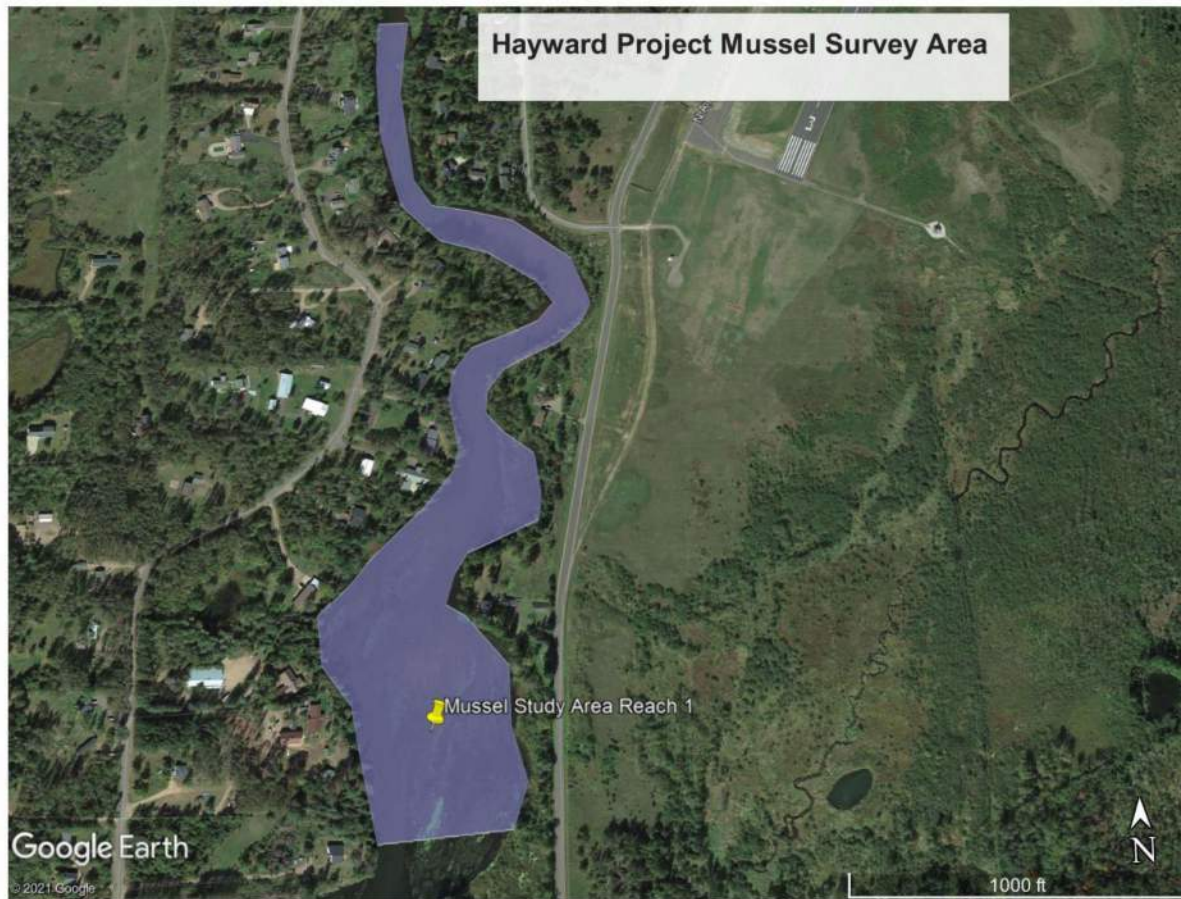 Hayward Project Mussel Survey Area
Mussel Study Area Reach 1
Google Earth
© 2021 Google
N
1000 ft